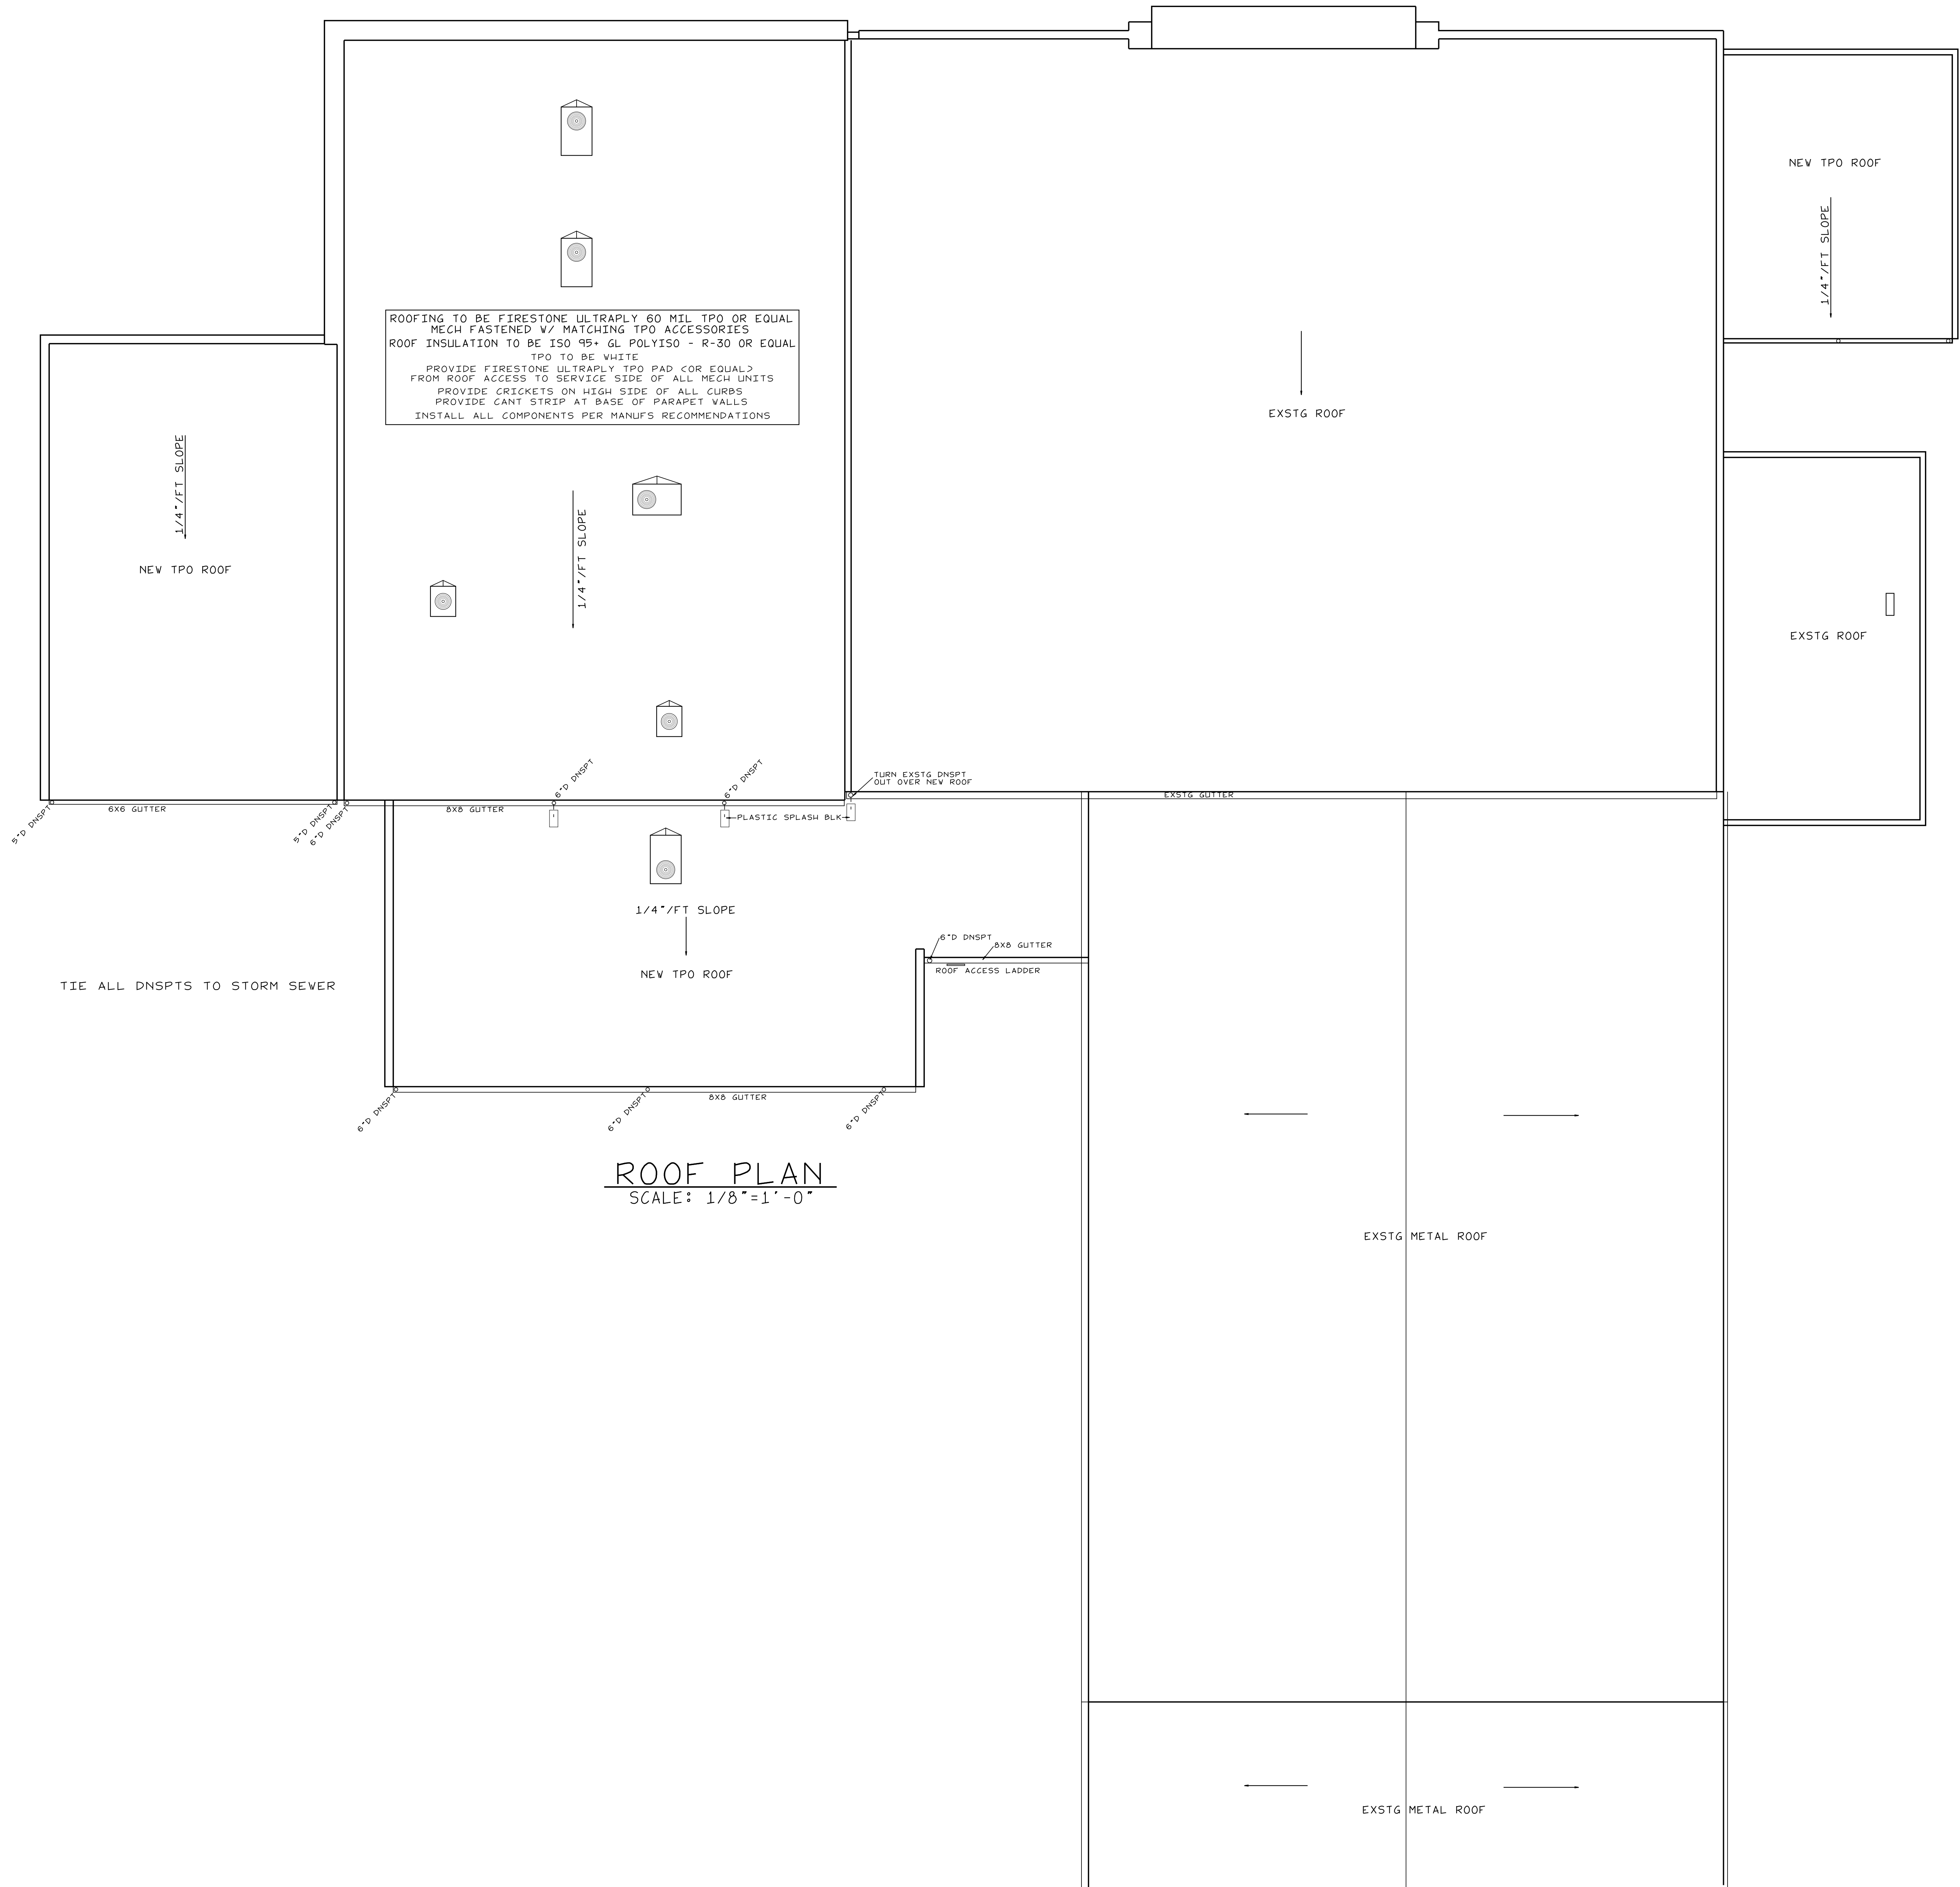 NEW TPO ROOF
1/4"/FT SLOPE
ROOFING TO BE FIRESTONE ULTRAPLY 60 MIL TPO OR EQUAL
MECH FASTENED W/ MATCHING TPO ACCESSORIES
ROOF INSULATION TO BE ISO 95+ GL POLYISO - R-30 OR EQUAL
TPO TO BE WHITE
PROVIDE FIRESTONE ULTRAPLY TPO PAD (OR EQUAL)
FROM ROOF ACCESS TO SERVICE SIDE OF ALL MECH UNITS
PROVIDE CRICKETS ON HIGH SIDE OF ALL CURBS
PROVIDE CANT STRIP AT BASE OF PARAPET WALLS
INSTALL ALL COMPONENTS PER MANUFS RECOMMENDATIONS
EXSTG ROOF
1/4"/FT SLOPE
NEW TPO ROOF
1/4"/FT SLOPE
EXSTG ROOF
6"D DNSPT
6"D DNSPT
TURN EXSTG DNSPT
OUT OVER NEW ROOF
EXSTG GUTTER
5"D DNSPT
6X6 GUTTER
5"D DNSPT
6"D DNSPT
8X8 GUTTER
PLASTIC SPLASH BLK
1/4"/FT SLOPE
NEW TPO ROOF
6"D DNSPT
8X8 GUTTER
ROOF ACCESS LADDER
TIE ALL DNSPTS TO STORM SEWER
6"D DNSPT
6"D DNSPT
8X8 GUTTER
6"D DNSPT
ROOF PLAN
SCALE: 1/8"=1'-0"
EXSTG METAL ROOF
EXSTG METAL ROOF